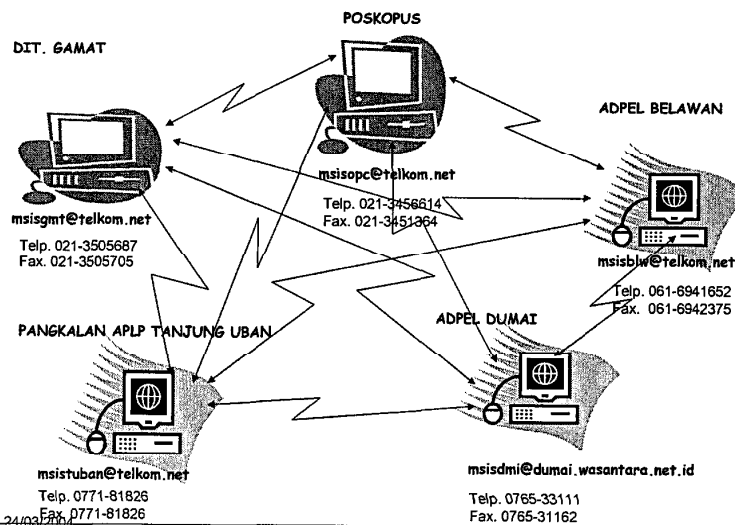 POSKOPUS
DIT. GAMAT
ADPEL BELAWAN
msisopc@telkom.net
Telp. 021-3456614
Fax. 021-3451364
msisgmt@telkom.net
Telp. 021-3505687
Fax. 021-3505705
msisblw@telkom.net
Telp. 061-6941652
Fax. 061-6942375
PANGKALAN APLP TANJUNG UBAN
ADPEL DUMAI
msistuban@telkom.net
Telp. 0771-81826
Fax. 0771-81826
msisdmi@dumai.wasantara.net.id
Telp. 0765-33111
Fax. 0765-31162
24/03/2004